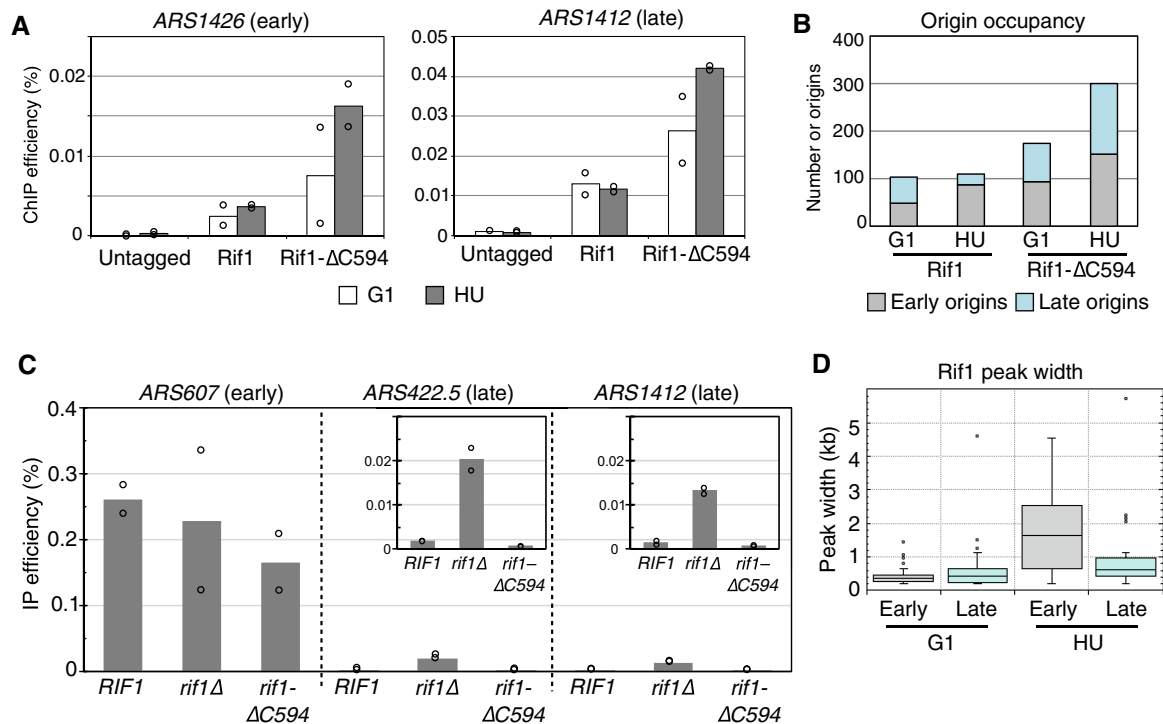 A
ARS1426 (early)
ChIP efficiency (%)
0.02
0.01
0
Untagged Rif1 Rif1-ΔC594
ARS1412 (late)
0.05
0.04
0.03
0.02
0.01
0
Untagged Rif1 Rif1-ΔC594
G1 HU
B
Origin occupancy
Number or origins
400
300
200
100
0
G1 HU G1 HU
Rif1 Rif1-ΔC594
Early origins Late origins
C
ARS607 (early) ARS422.5 (late) ARS1412 (late)
IP efficiency (%)
0.4
0.3
0.2
0.1
0
0.02
0.01
0
RIF1 rif1Δ rif1–
ΔC594
0.02
0.01
0
RIF1 rif1Δ rif1–
ΔC594
RIF1 rif1Δ rif1- RIF1 rif1Δ rif1- RIF1 rif1Δ rif1-
ΔC594 ΔC594 ΔC594
D
Rif1 peak width
Peak width (kb)
5
4
3
2
1
0
Early Late Early Late
G1 HU